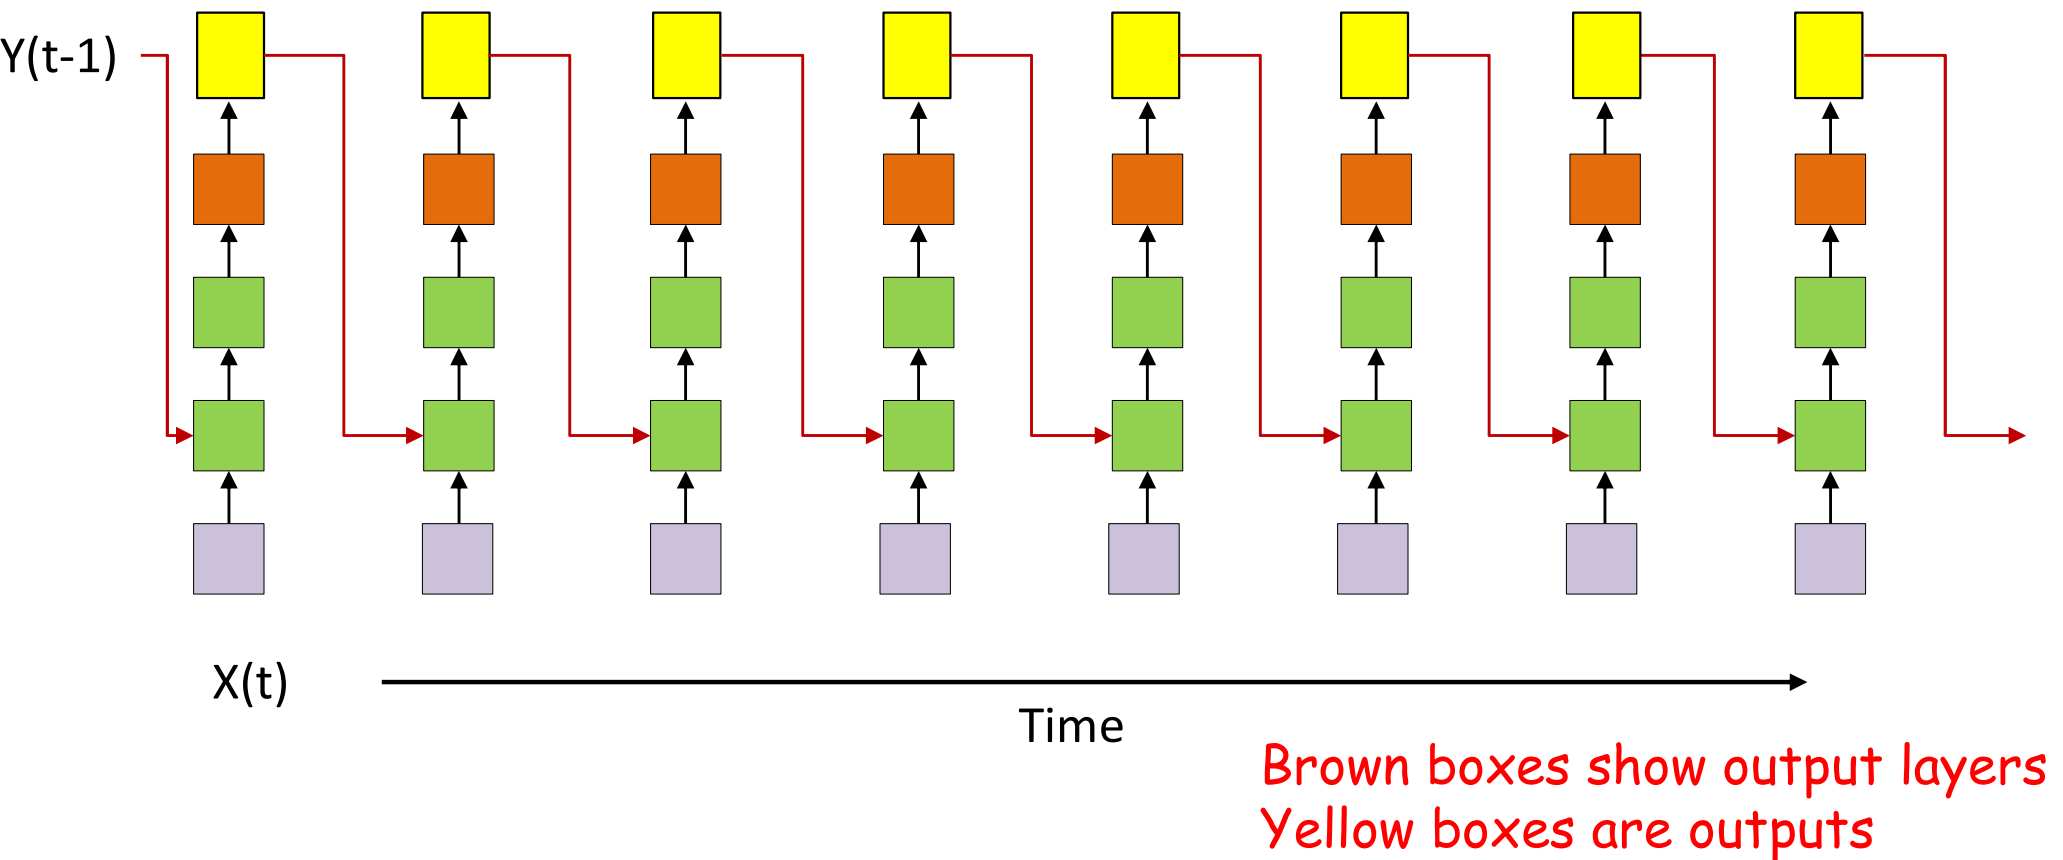 Y(t-1)
X(t)
Time
Brown boxes show output layers
Yellow boxes are outputs